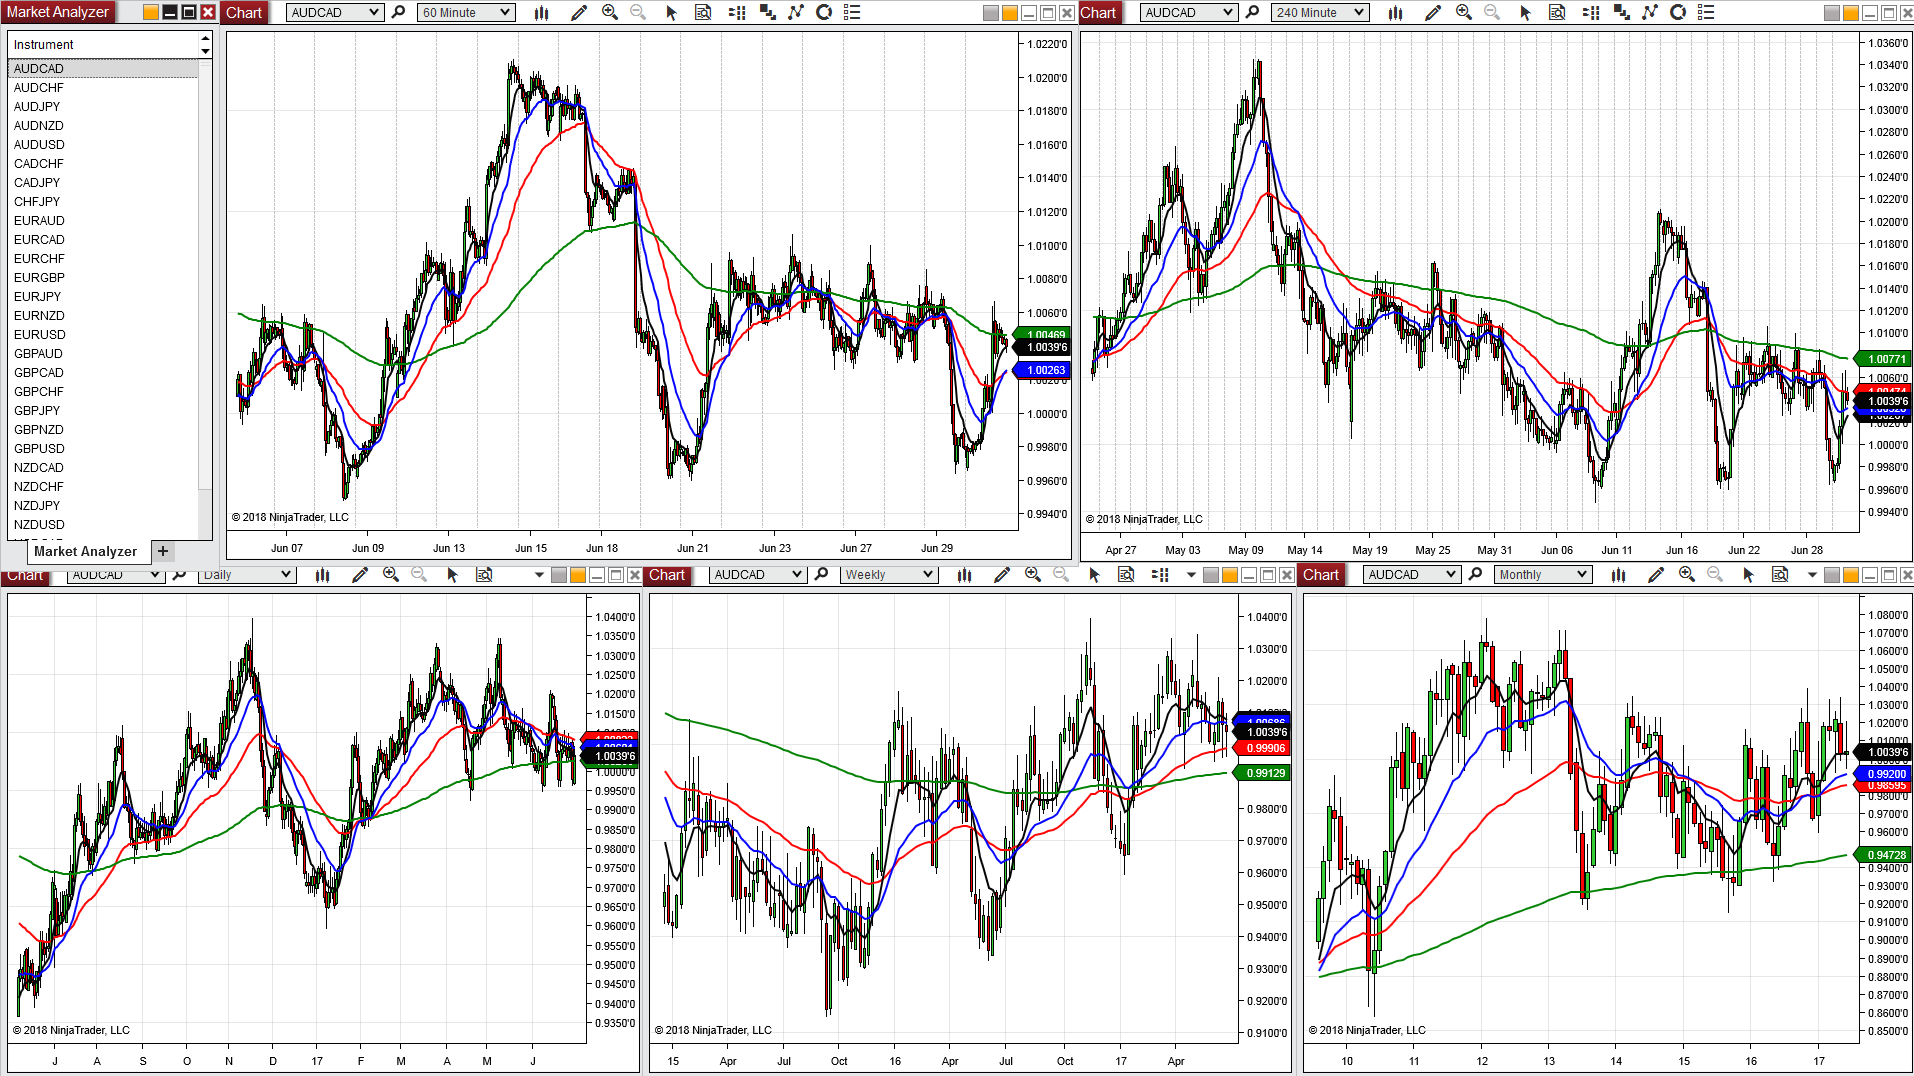 Market Analyzer
Instrument
AUDCAD
AUDCHF
AUDJPY
AUDNZD
AUDUSD
CADCHF
CADJPY
CHFJPY
EURAUD
EURCAD
EURCHF
EURGBP
EURJPY
EURNZD
EURUSD
GBPAUD
GBPCAD
GBPCHF
GBPJPY
GBPNZD
GBPUSD
NZDCAD
NZDCHF
NZDJPY
NZDUSD
Market Analyzer +
Chart AUDCAD 60 Minute
1.0220'0
1.0200'0
1.0180'0
1.0160'0
1.0140'0
1.0120'0
1.0100'0
1.0080'0
1.0060'0
1.00469
1.0039'6
1.00263
1.0000'0
0.9980'0
0.9960'0
0.9940'0
© 2018 NinjaTrader, LLC
Jun 07 Jun 09 Jun 13 Jun 15 Jun 18 Jun 21 Jun 23 Jun 27 Jun 29
Chart AUDCAD 240 Minute
1.0360'0
1.0340'0
1.0320'0
1.0300'0
1.0280'0
1.0260'0
1.0240'0
1.0220'0
1.0200'0
1.0180'0
1.0160'0
1.0140'0
1.0120'0
1.0100'0
1.00771
1.0060'0
1.0039'6
1.0000'0
0.9980'0
0.9960'0
0.9940'0
© 2018 NinjaTrader, LLC
Apr 27 May 03 May 09 May 14 May 19 May 25 May 31 Jun 06 Jun 11 Jun 16 Jun 22 Jun 28
Chart AUDCAD Daily
1.0400'0
1.0350'0
1.0300'0
1.0250'0
1.0200'0
1.0150'0
1.0100'0
1.0039'6
1.0000'0
0.9950'0
0.9900'0
0.9850'0
0.9800'0
0.9750'0
0.9700'0
0.9650'0
0.9600'0
0.9550'0
0.9500'0
0.9450'0
0.9400'0
0.9350'0
© 2018 NinjaTrader, LLC
J A S O N D 17 F M A M J
Chart AUDCAD Weekly
1.0400'0
1.0300'0
1.0200'0
1.0039'6
0.99906
0.99129
0.9800'0
0.9700'0
0.9600'0
0.9500'0
0.9400'0
0.9300'0
0.9200'0
0.9100'0
© 2018 NinjaTrader, LLC
15 Apr Jul Oct 16 Apr Jul Oct 17 Apr
Chart AUDCAD Monthly
1.0800'0
1.0700'0
1.0600'0
1.0500'0
1.0400'0
1.0300'0
1.0200'0
1.0100'0
1.0039'6
0.99200
0.98595
0.9800'0
0.9700'0
0.9600'0
0.9500'0
0.94728
0.9400'0
0.9300'0
0.9200'0
0.9100'0
0.9000'0
0.8900'0
0.8800'0
0.8700'0
0.8600'0
0.8500'0
© 2018 NinjaTrader, LLC
10 11 12 13 14 15 16 17